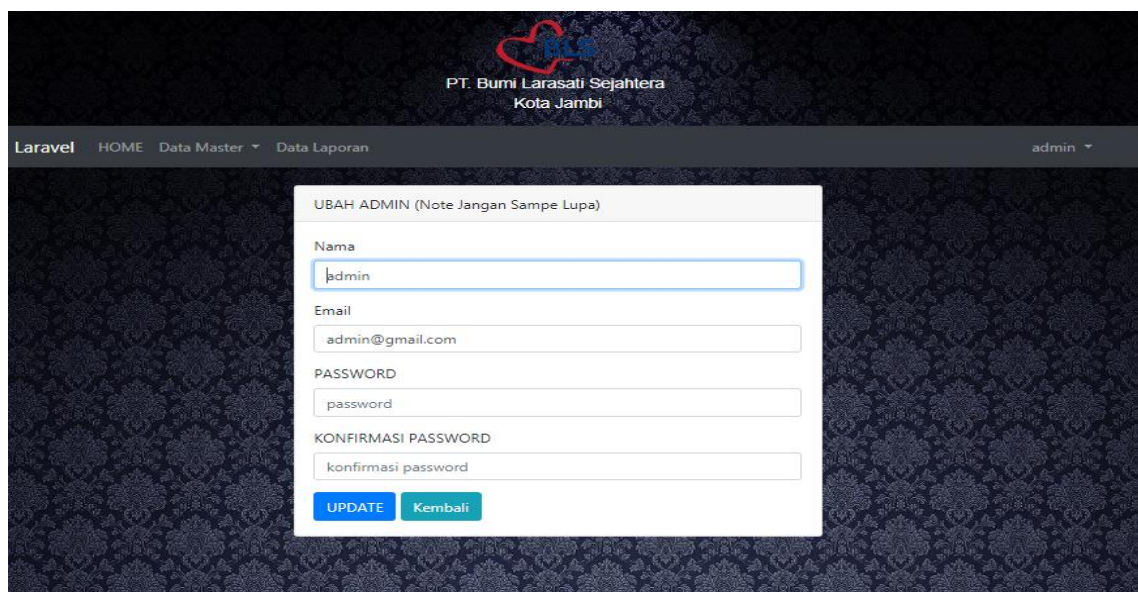 BLS
PT. Bumi Larasati Sejahtera
Kota Jambi
Laravel HOME Data Master Data Laporan admin
UBAH ADMIN (Note Jangan Sampe Lupa)
Nama
admin
Email
admin@gmail.com
PASSWORD
password
KONFIRMASI PASSWORD
konfirmasi password
UPDATE Kembali